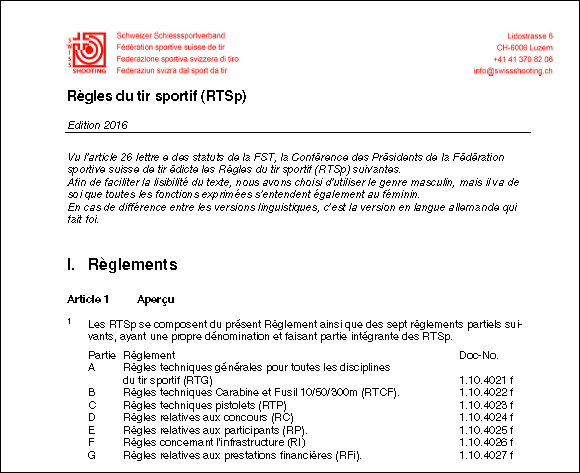 Schweizer Schiesssportverband
Fédération sportive suisse de tir
Federazione sportiva svizzera di tiro
Federaziun svizra dal sport da tir
SWISS
SHOOTING
Lidostrasse 6
CH-6006 Luzern
+41 41 370 82 06
info@swissshooting.ch
Règles du tir sportif (RTSp)
Edition 2016
Vu l'article 26 lettre e des statuts de la FST, la Conférence des Présidents de la Fédération
sportive suisse de tir édicte les Règles du tir sportif (RTSp) suivantes.
Afin de faciliter la lisibilité du texte, nous avons choisi d'utiliser le genre masculin, mais il va de
soi que toutes les fonctions exprimées s'entendent également au féminin.
En cas de différence entre les versions linguistiques, c'est la version en langue allemande qui
fait foi.
I. Règlements
Article 1 Aperçu
1 Les RTSp se composent du présent Règlement ainsi que des sept règlements partiels sui-
vants, ayant une propre dénomination et faisant partie intégrante des RTSp.
Partie Règlement Doc-No.
A Règles techniques générales pour toutes les disciplines
du tir sportif (RTG) 1.10.4021 f
B Règles techniques Carabine et Fusil 10/50/300m (RTCF). 1.10.4022 f
C Règles techniques pistolets (RTP) 1.10.4023 f
D Règles relatives aux concours (RC) 1.10.4024 f
E Règles relatives aux participants (RP). 1.10.4025 f
F Règles concernant l'infrastructure (RI) 1.10.4026 f
G Règles relatives aux prestations financières (RFi). 1.10.4027 f